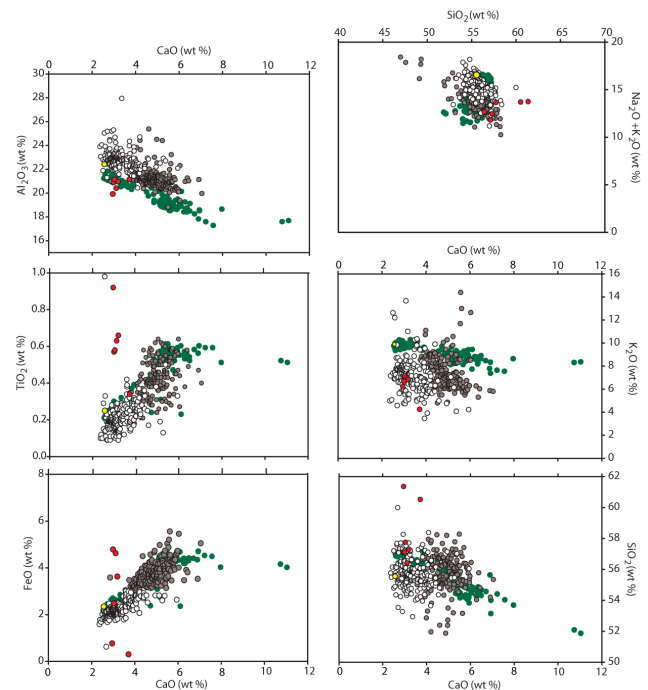 CaO (wt %)
0 2 4 6 8 10 12
30
28
26
24
22
20
18
16
Al2O3(wt %)
SiO2(wt %)
40 45 50 55 60 65 70
20
15
10
5
0
Na2O +K2O (wt %)
1.0
0.8
0.6
0.4
0.2
0.0
TiO2(wt %)
CaO (wt %)
0 2 4 6 8 10 12
16
14
12
10
8
6
4
2
0
K2O (wt %)
8
6
4
2
0
FeO (wt %)
0 2 4 6 8 10 12
CaO (wt %)
62
60
58
56
54
52
50
SiO2(wt %)
0 2 4 6 8 10 12
CaO (wt %)